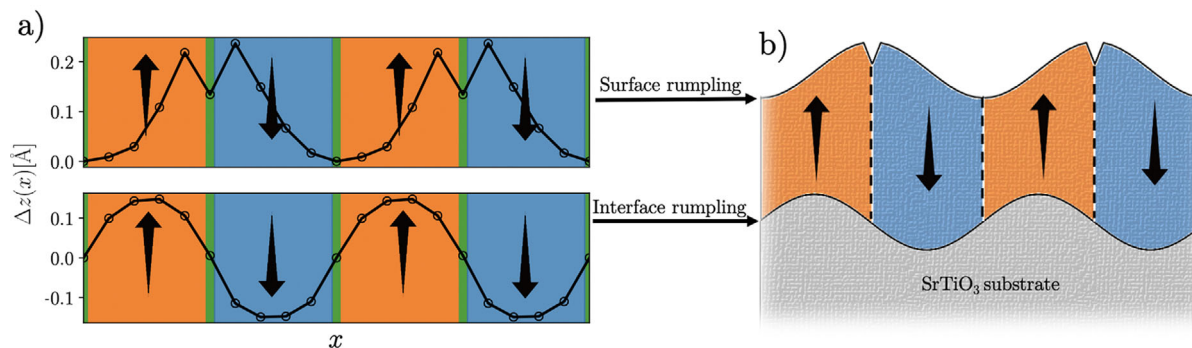 a)
0.2
0.1
0.0
0.1
0.0
-0.1
Δz(x)[Å]
x
Surface rumpling
Interface rumpling
b)
SrTiO₃ substrate